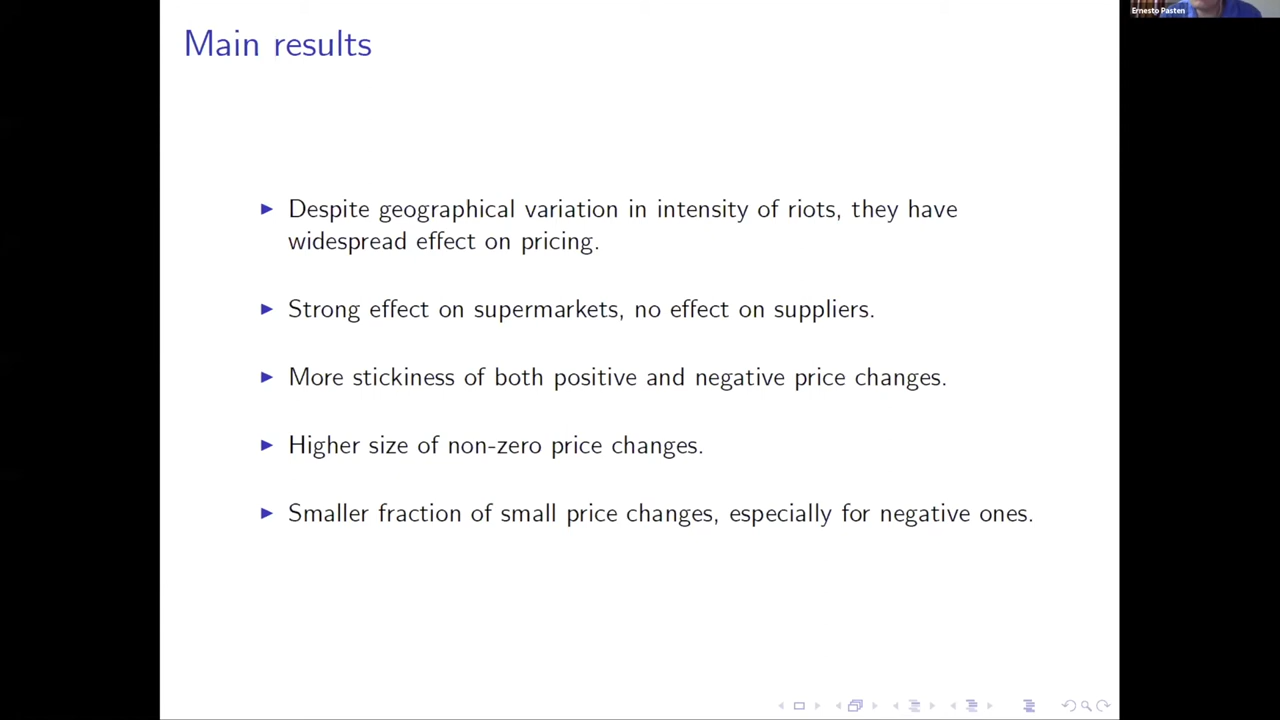 Ernesto Pasten
Main results
Despite geographical variation in intensity of riots, they have
widespread effect on pricing.
Strong effect on supermarkets, no effect on suppliers.
More stickiness of both positive and negative price changes.
Higher size of non-zero price changes.
Smaller fraction of small price changes, especially for negative ones.